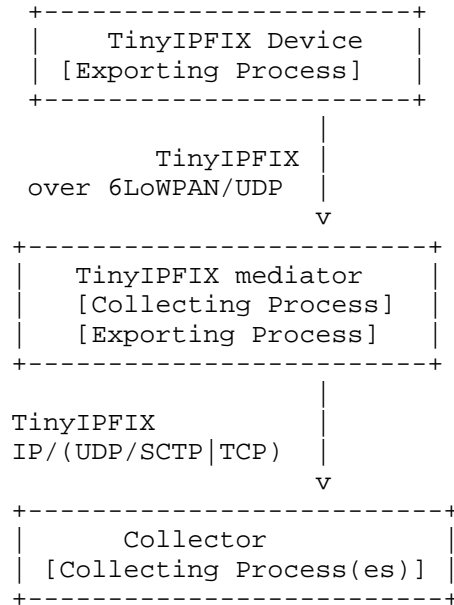 TinyIPFIX Device
[Exporting Process]
TinyIPFIX
over 6LoWPAN/UDP
v
TinyIPFIX mediator
[Collecting Process]
[Exporting Process]
TinyIPFIX
IP/(UDP/SCTP|TCP)
v
Collector
[Collecting Process(es)]